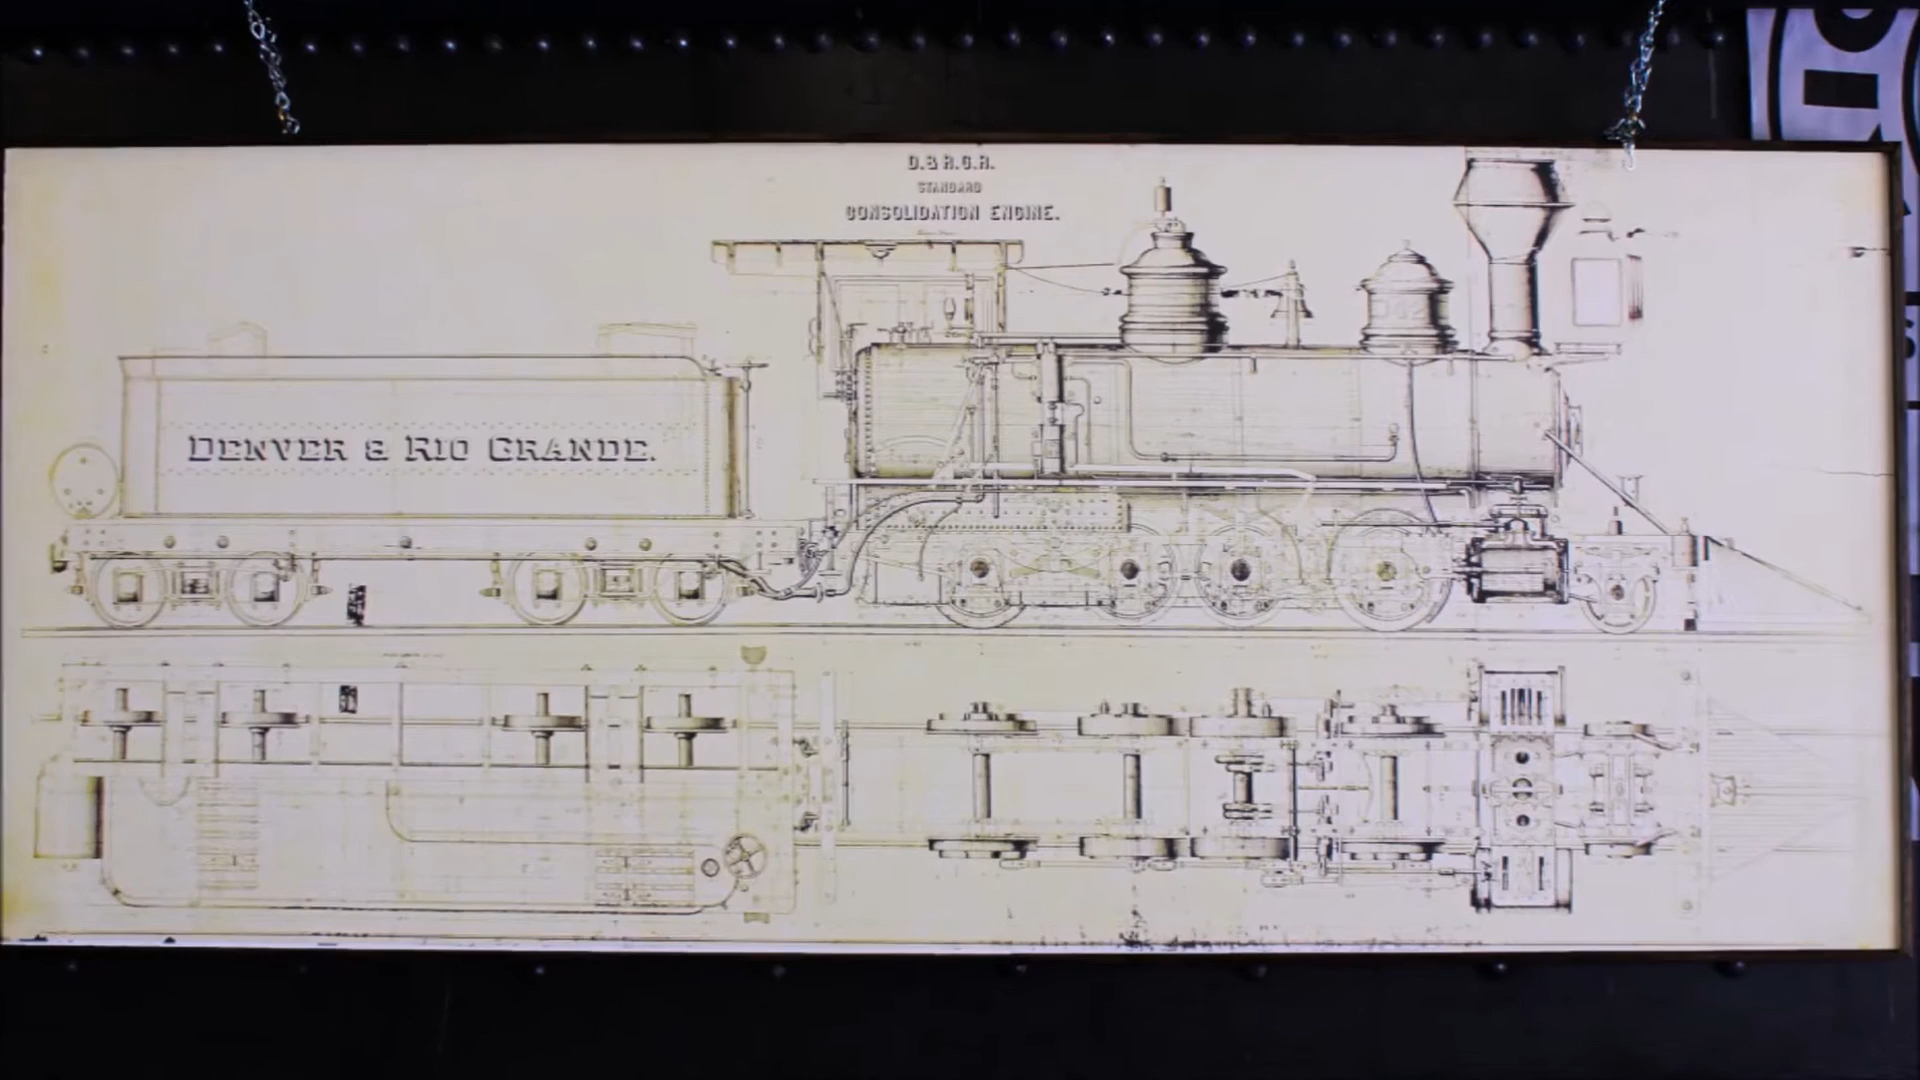 D. & R. G. R.
STANDARD
CONSOLIDATION ENGINE.
DENVER & RIO GRANDE.